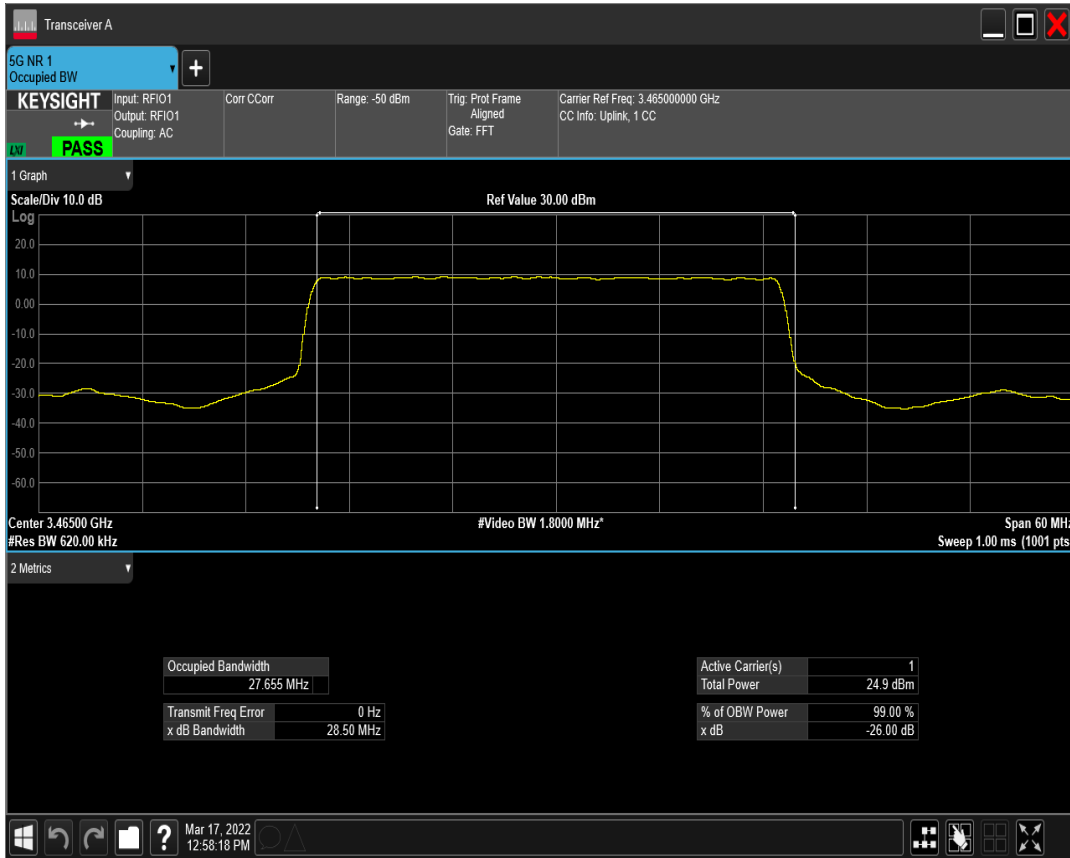 Transceiver A
5G NR 1
Occupied BW
+
KEYSIGHT
Input: RFIO1
Output: RFIO1
Coupling: AC
Corr CCorr
Range: -50 dBm
Trig: Prot Frame
Aligned
Gate: FFT
Carrier Ref Freq: 3.465000000 GHz
CC Info: Uplink, 1 CC
LXI
PASS
1 Graph
Scale/Div 10.0 dB
Ref Value 30.00 dBm
Log
20.0
10.0
0.00
-10.0
-20.0
-30.0
-40.0
-50.0
-60.0
Center 3.46500 GHz
#Video BW 1.8000 MHz*
Span 60 MHz
#Res BW 620.00 kHz
Sweep 1.00 ms (1001 pts
2 Metrics
Occupied Bandwidth
27.655 MHz
Transmit Freq Error 0 Hz
x dB Bandwidth 28.50 MHz
Active Carrier(s) 1
Total Power 24.9 dBm
% of OBW Power 99.00 %
x dB -26.00 dB
?
Mar 17, 2022
12:58:18 PM